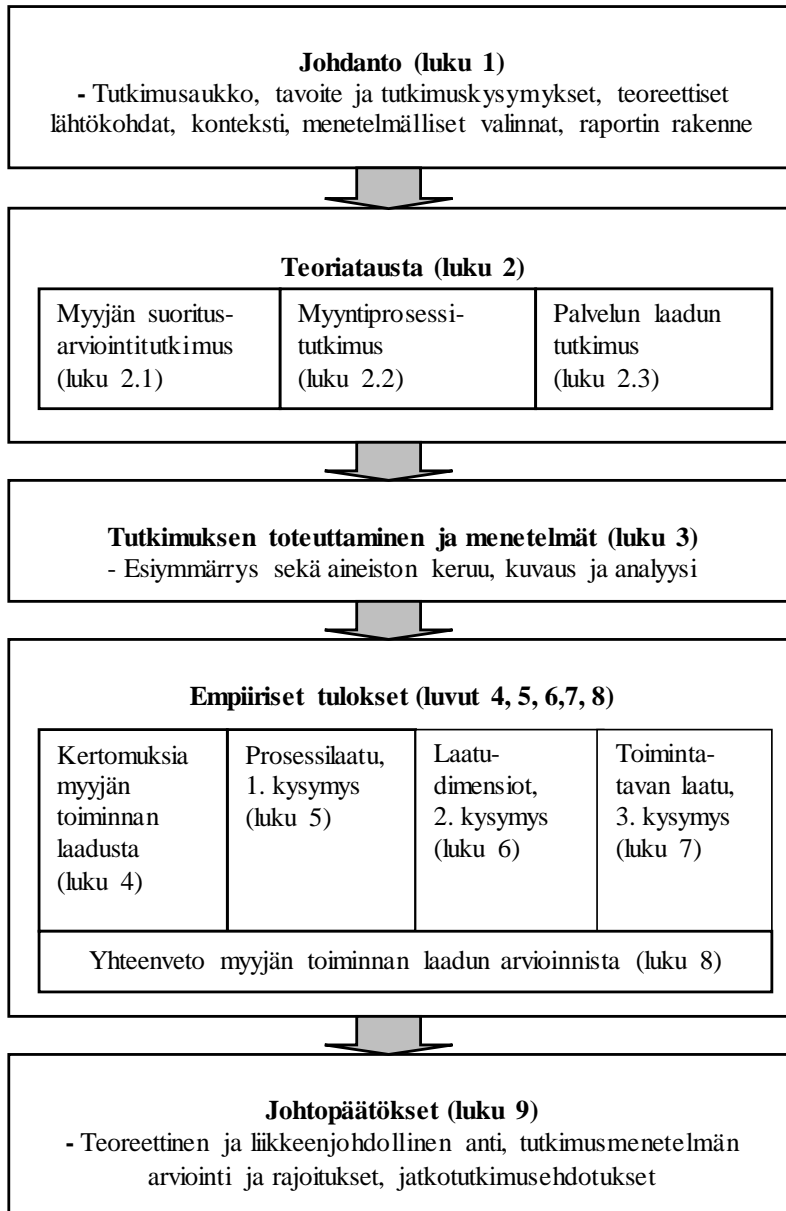 Johdanto (luku 1)
- Tutkimusaukko, tavoite ja tutkimuskysymykset, teoreettiset
lähtökohdat, konteksti, menetelmälliset valinnat, raportin rakenne
Teoriatausta (luku 2)
Myyjän suoritus-
arviointitutkimus
(luku 2.1)
Myyntiprosessi-
tutkimus
(luku 2.2)
Palvelun laadun
tutkimus
(luku 2.3)
Tutkimuksen toteuttaminen ja menetelmät (luku 3)
- Esiymmärrys sekä aineiston keruu, kuvaus ja analyysi
Empiiriset tulokset (luvut 4, 5, 6,7, 8)
Kertomuksia
myyjän
toiminnan
laadusta
(luku 4)
Prosessilaatu,
1. kysymys
(luku 5)
Laatu-
dimensiot,
2. kysymys
(luku 6)
Toiminta-
tavan laatu,
3. kysymys
(luku 7)
Yhteenveto myyjän toiminnan laadun arvioinnista (luku 8)
Johtopäätökset (luku 9)
- Teoreettinen ja liikkeenjohdollinen anti, tutkimusmenetelmän
arviointi ja rajoitukset, jatkotutkimusehdotukset